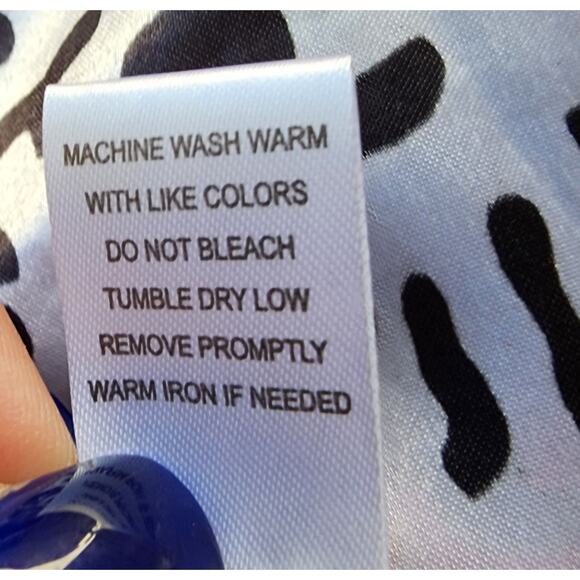 MACHINE WASH WARM
WITH LIKE COLORS
DO NOT BLEACH
TUMBLE DRY LOW
REMOVE PROMPTLY
WARM IRON IF NEEDED